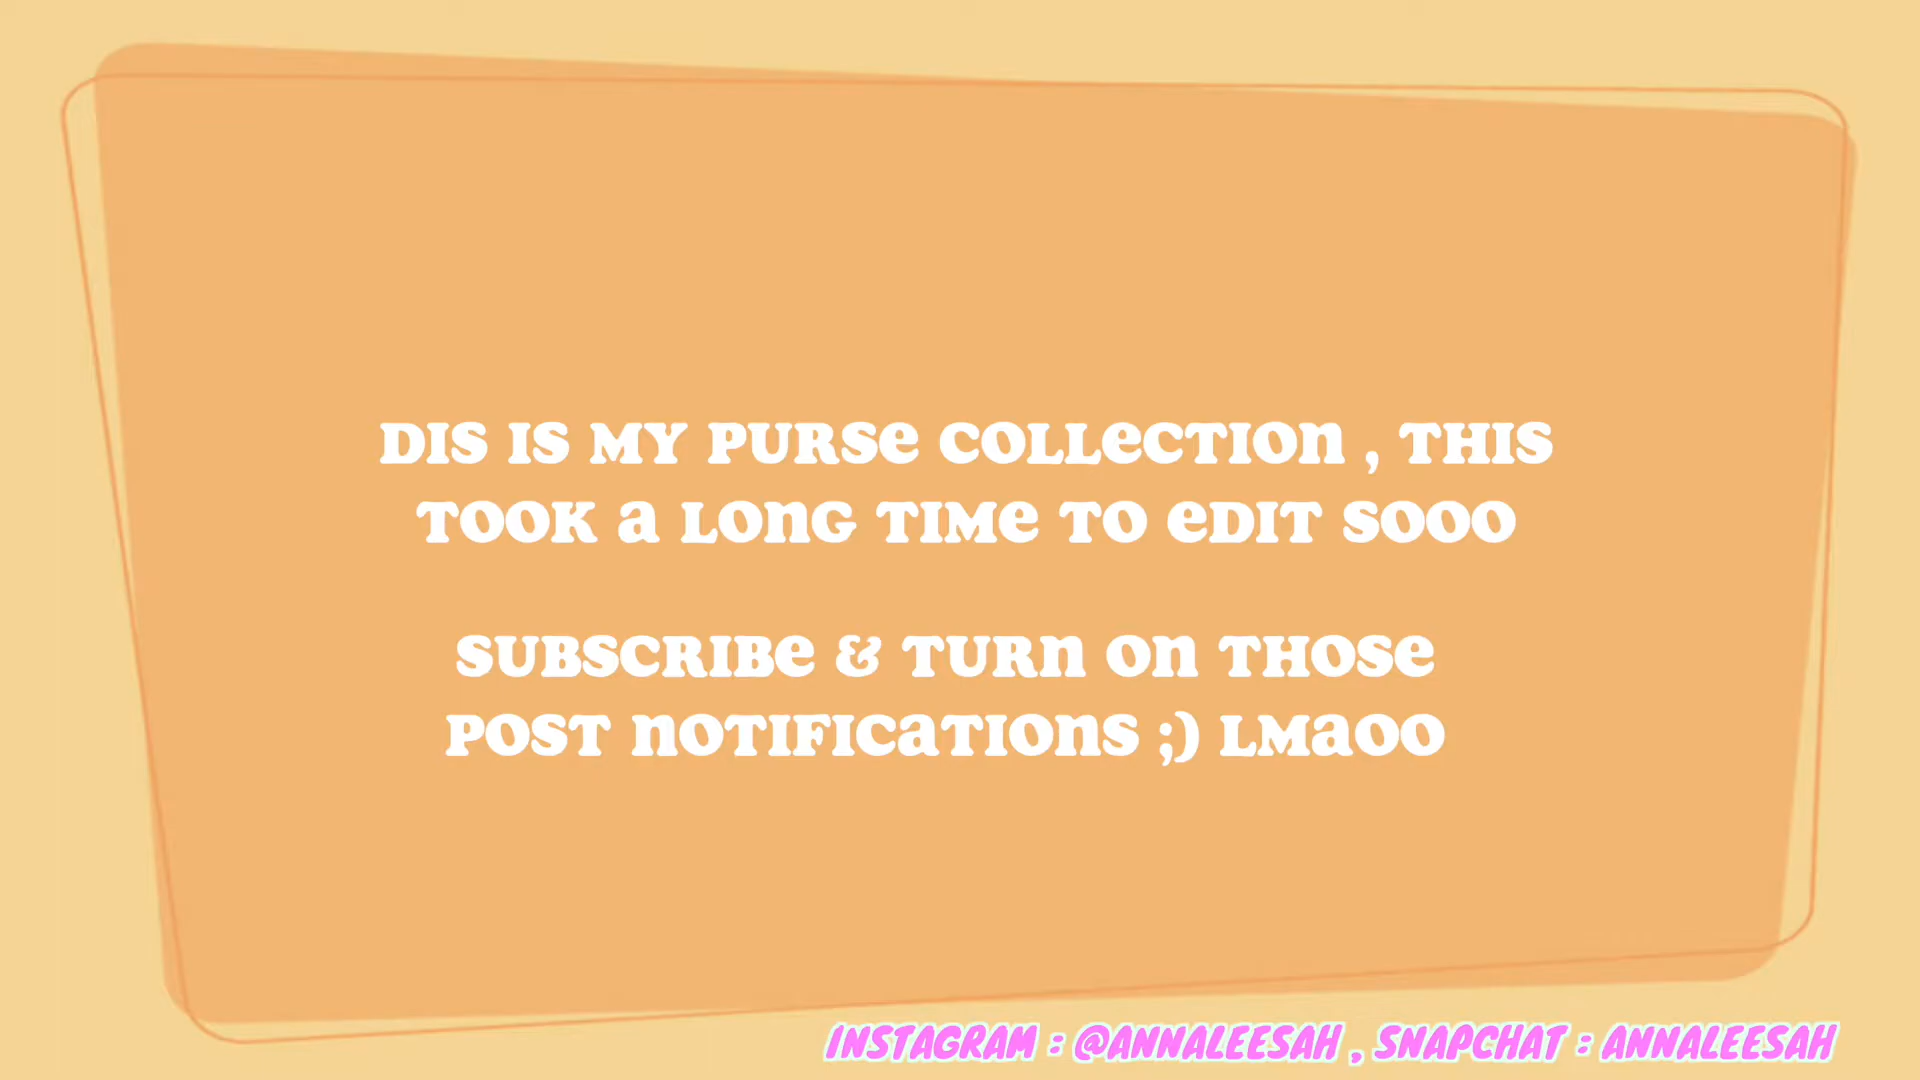 DIS IS MY PURSE COLLECTION , THIS
TOOK A LONG TIME TO EDIT SOOO
SUBSCRIBE & TURN ON THOSE
POST NOTIFICATIONS ;) LMAOO
INSTAGRAM : @ANNALEESAH , SNAPCHAT : ANNALEESAH